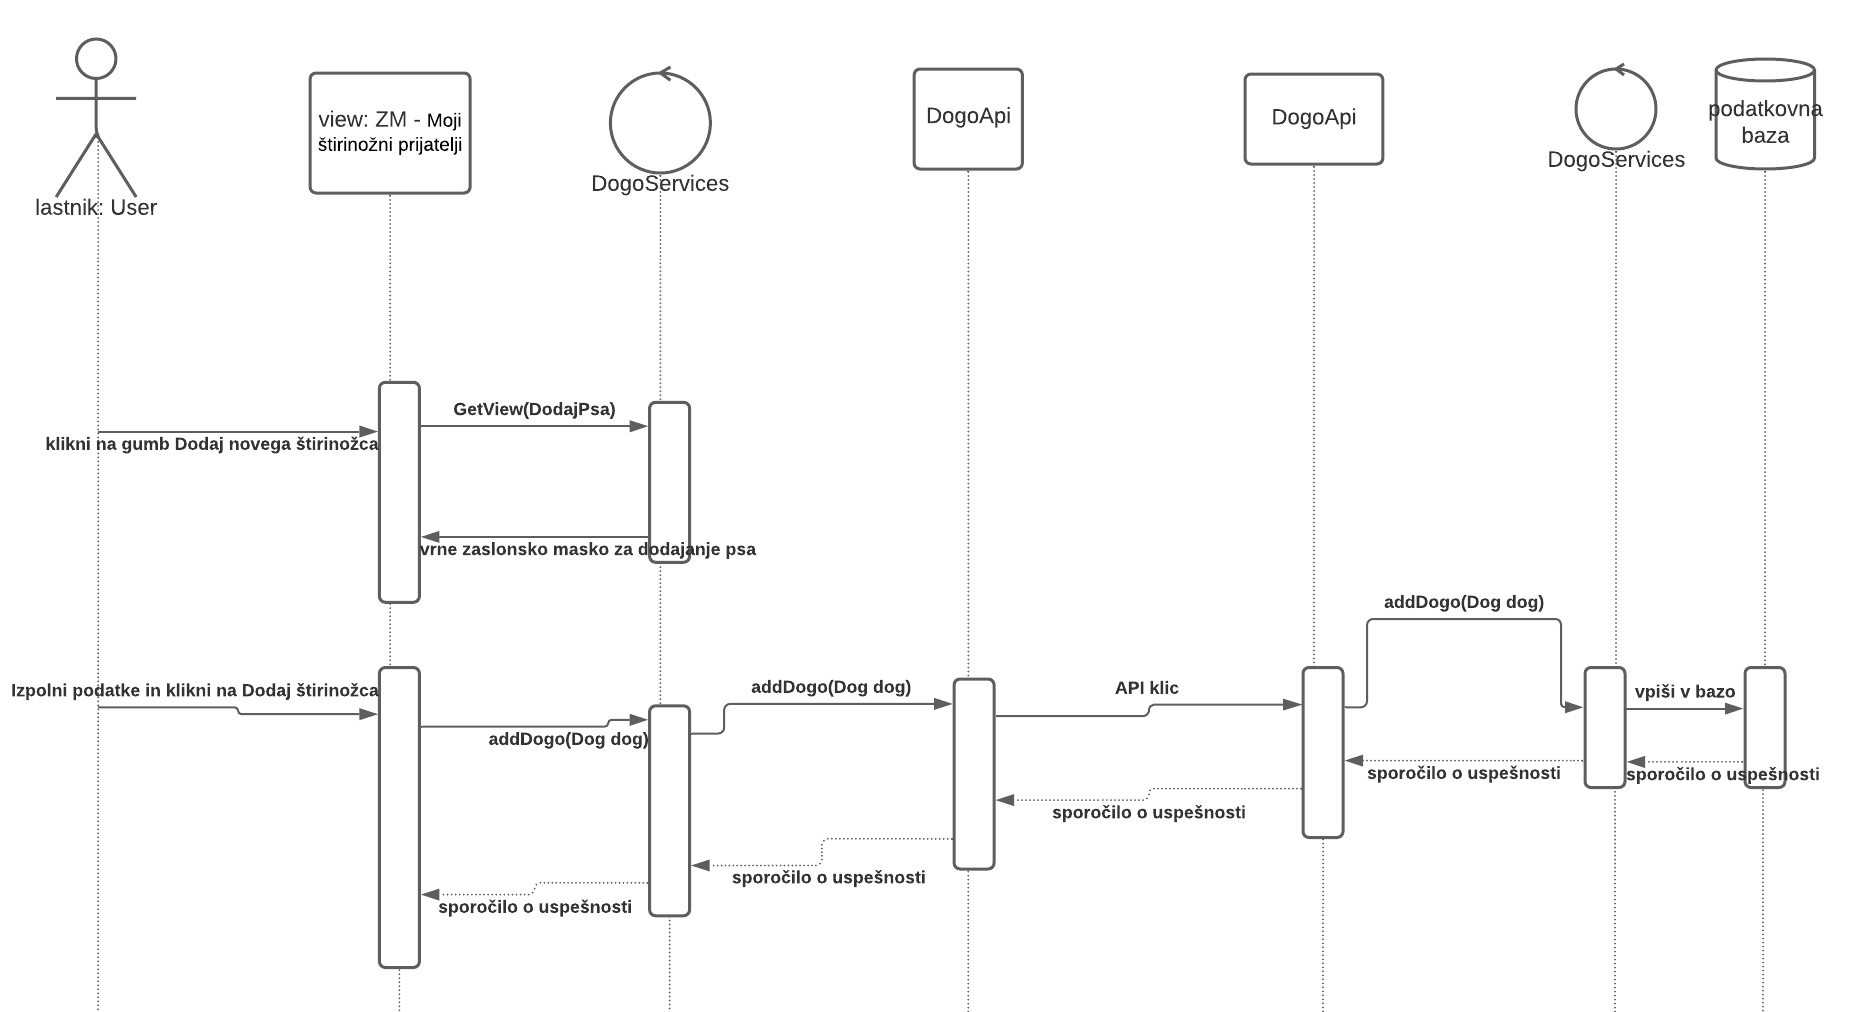 lastnik: User
view: ZM - Moji
štirinožni prijatelji
DogoServices
DogoApi
DogoApi
DogoServices
podatkovna
baza
klikni na gumb Dodaj novega štirinožca
GetView(DodajPsa)
vrne zaslonsko masko za dodajanje psa
Izpolni podatke in klikni na Dodaj štirinožca
addDogo(Dog dog)
addDogo(Dog dog)
API klic
addDogo(Dog dog)
vpiši v bazo
sporočilo o uspešnosti
sporočilo o uspešnosti
sporočilo o uspešnosti
sporočilo o uspešnosti
sporočilo o uspešnosti